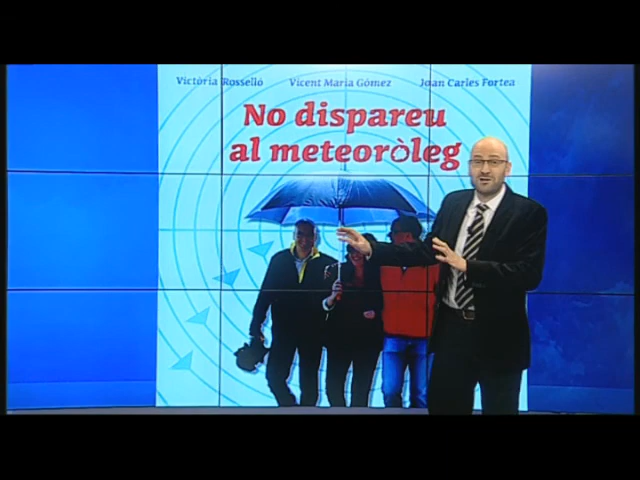 Victòria Rosselló Vicent Maria Gómez Joan Carles Fortea
No dispareu
al meteoròleg